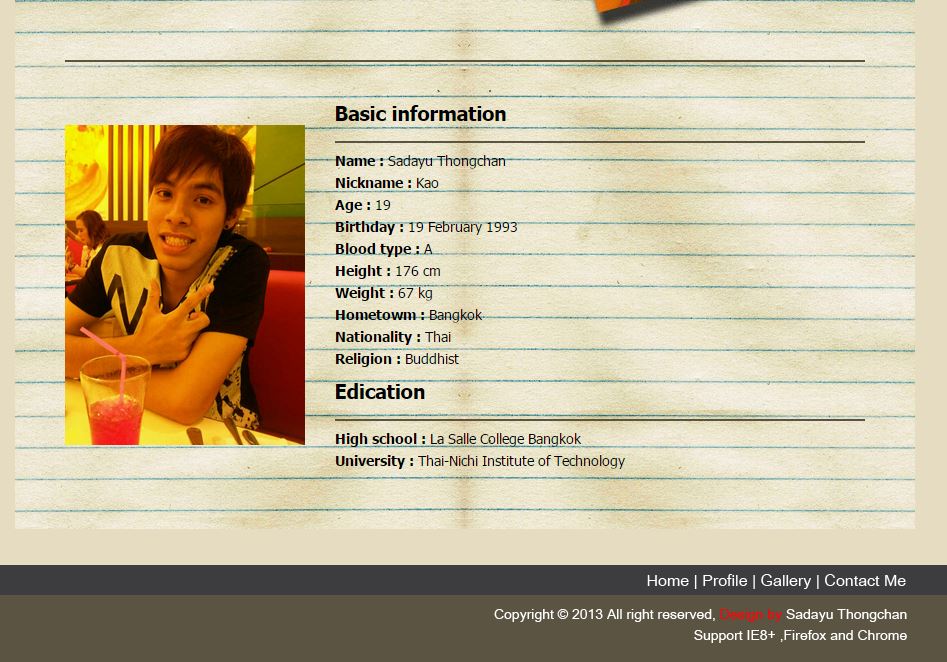 Basic information
Name : Sadayu Thongchan
Nickname : Kao
Age : 19
Birthday : 19 February 1993
Blood type : A
Height : 176 cm
Weight : 67 kg
Hometown : Bangkok
Nationality : Thai
Religion : Buddhist
Edication
High school : La Salle College Bangkok
University : Thai-Nichi Institute of Technology
Home | Profile | Gallery | Contact Me
Copyright © 2013 All right reserved, Design by Sadayu Thongchan
Support IE8+ ,Firefox and Chrome